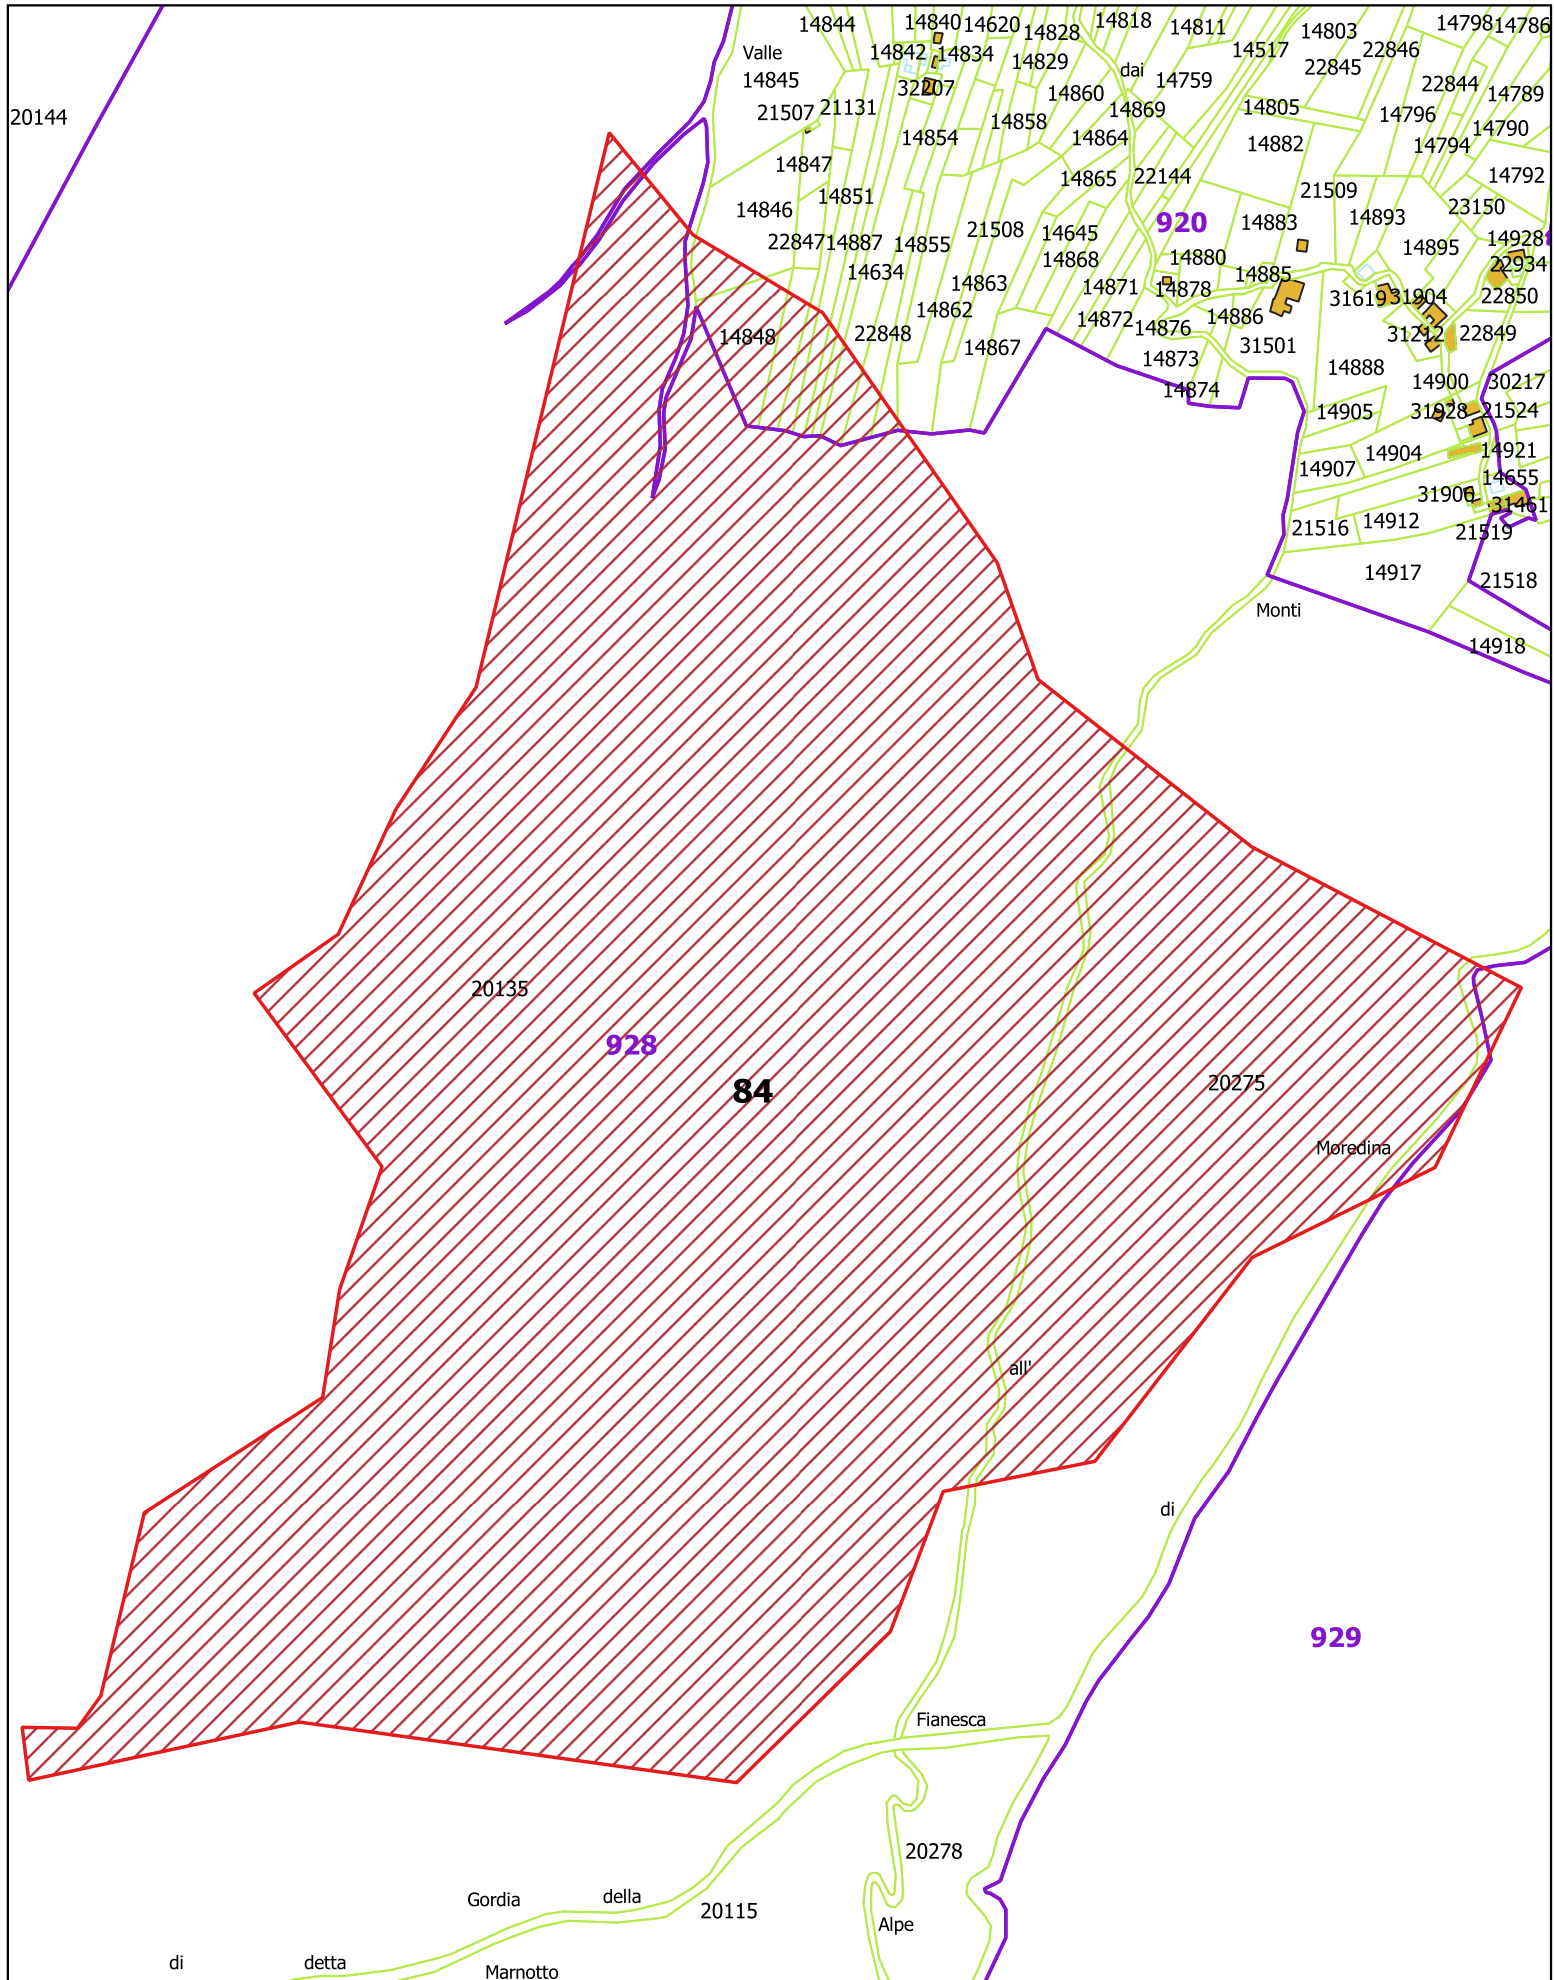 14844 14840 14620 14828 14818 14811 14803 14798 14786
Valle 14842 14834 14829 14517 22846
14845 32207 dai 14759 22845 22844
21507 21131 14860 14869 14805 14796 14789
14854 14858 14864 14882 14794 14790
14847 14865 22144 21509 14792
14846 14851 920 14883 14893 23150
22847 14887 14855 21508 14645 14895 14928
14634 14868 14880 14885 22934
14863 14871 14878 31619 31904 22850
14862 14872 14876 14886 31212 22849
14848 22848 14867 14873 31501 14888
14874 14900 30217
14905 31928 21524
14907 14904 14921
31906 14655
31461
21516 14912 21519
14917 21518
Monti
14918
20144
20135
928
84
20275
Moredina
all'
di
929
Fianesca
20278
Gordia della
20115 Alpe
di detta
Marnotto